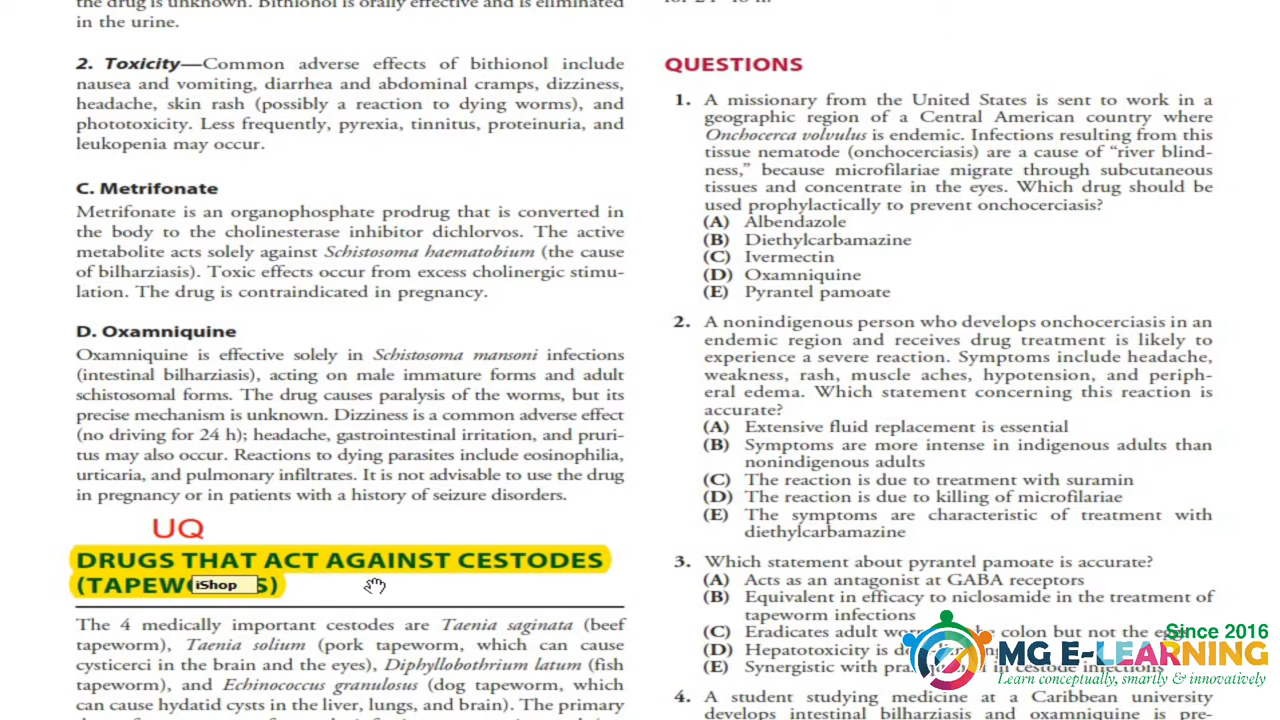 the drug is unknown. Bithionol is orally effective and is eliminated
in the urine.
2. Toxicity—Common adverse effects of bithionol include
nausea and vomiting, diarrhea and abdominal cramps, dizziness,
headache, skin rash (possibly a reaction to dying worms), and
phototoxicity. Less frequently, pyrexia, tinnitus, proteinuria, and
leukopenia may occur.
C. Metrifonate
Metrifonate is an organophosphate prodrug that is converted in
the body to the cholinesterase inhibitor dichlorvos. The active
metabolite acts solely against Schistosoma haematobium (the cause
of bilharziasis). Toxic effects occur from excess cholinergic stimu-
lation. The drug is contraindicated in pregnancy.
D. Oxamniquine
Oxamniquine is effective solely in Schistosoma mansoni infections
(intestinal bilharziasis), acting on male immature forms and adult
schistosomal forms. The drug causes paralysis of the worms, but its
precise mechanism is unknown. Dizziness is a common adverse effect
(no driving for 24 h); headache, gastrointestinal irritation, and pruri-
tus may also occur. Reactions to dying parasites include eosinophilia,
urticaria, and pulmonary infiltrates. It is not advisable to use the drug
in pregnancy or in patients with a history of seizure disorders.
UQ
DRUGS THAT ACT AGAINST CESTODES
iShop
The 4 medically important cestodes are Taenia saginata (beef
tapeworm), Taenia solium (pork tapeworm, which can cause
cysticerci in the brain and the eyes), Diphyllobothrium latum (fish
tapeworm), and Echinococcus granulosus (dog tapeworm, which
can cause hydatid cysts in the liver, lungs, and brain). The primary
QUESTIONS
1. A missionary from the United States is sent to work in a
geographic region of a Central American country where
Onchocerca volvulus is endemic. Infections resulting from this
tissue nematode (onchocerciasis) are a cause of “river blind-
ness,” because microfilariae migrate through subcutaneous
tissues and concentrate in the eyes. Which drug should be
used prophylactically to prevent onchocerciasis?
(A) Albendazole
(B) Diethylcarbamazine
(C) Ivermectin
(D) Oxamniquine
(E) Pyrantel pamoate
2. A nonindigenous person who develops onchocerciasis in an
endemic region and receives drug treatment is likely to
experience a severe reaction. Symptoms include headache,
weakness, rash, muscle aches, hypotension, and periph-
eral edema. Which statement concerning this reaction is
accurate?
(A) Extensive fluid replacement is essential
(B) Symptoms are more intense in indigenous adults than
nonindigenous adults
(C) The reaction is due to treatment with suramin
(D) The reaction is due to killing of microfilariae
(E) The symptoms are characteristic of treatment with
diethylcarbamazine
3. Which statement about pyrantel pamoate is accurate?
(A) Acts as an antagonist at GABA receptors
(B) Equivalent in efficacy to niclosamide in the treatment of
tapeworm infections
(C) Eradicates adult colon but not the
(D) Hepatotoxicity is
(E) Synergistic with in cestode infections
4. A student studying medicine at a Caribbean university
develops intestinal bilharziasis and oxamniquine is pre-
Since 2016
MG E-LEARNING
Learn conceptually, smartly & innovatively